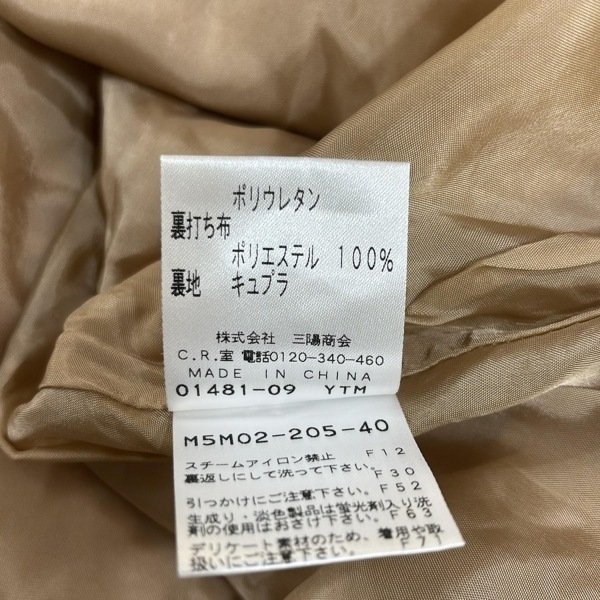 ポリウレタン
裏打ち布
ポリエステル 100%
裏地 キュプラ
株式会社 三陽商会
C.R.室 電話0120-340-460
MADE IN CHINA
01481-09 YTM
M5M02-205-40
スチームアイロン禁止 F12
裏返しにして洗って下さい。F30
引っかけにご注意下さい。F52
生成り・淡色製品は蛍光剤入り洗
剤の使用はおさけ下さい。F63
デリケート素材のため、着用や取
扱いにご注意下さい。F71